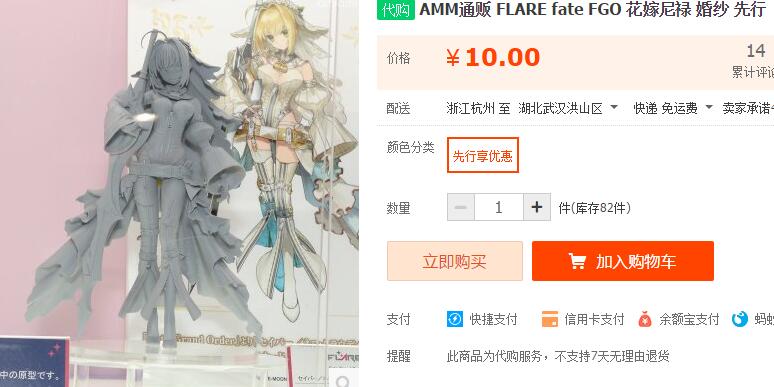 代购 AMM通贩 FLARE fate FGO 花嫁尼禄 婚纱 先行
价格 ¥10.00
14
累计评论
配送 浙江杭州 至 湖北武汉洪山区 快递 免运费 卖家承诺4
颜色分类 先行享优惠
数量 1 件(库存82件)
立即购买 加入购物车
支付 快捷支付 信用卡支付 余额宝支付 蚂蚁
提醒 此商品为代购服务，不支持7天无理由退货
Grand Order
中の原型です。
E-MOON
セイバー
FLARE